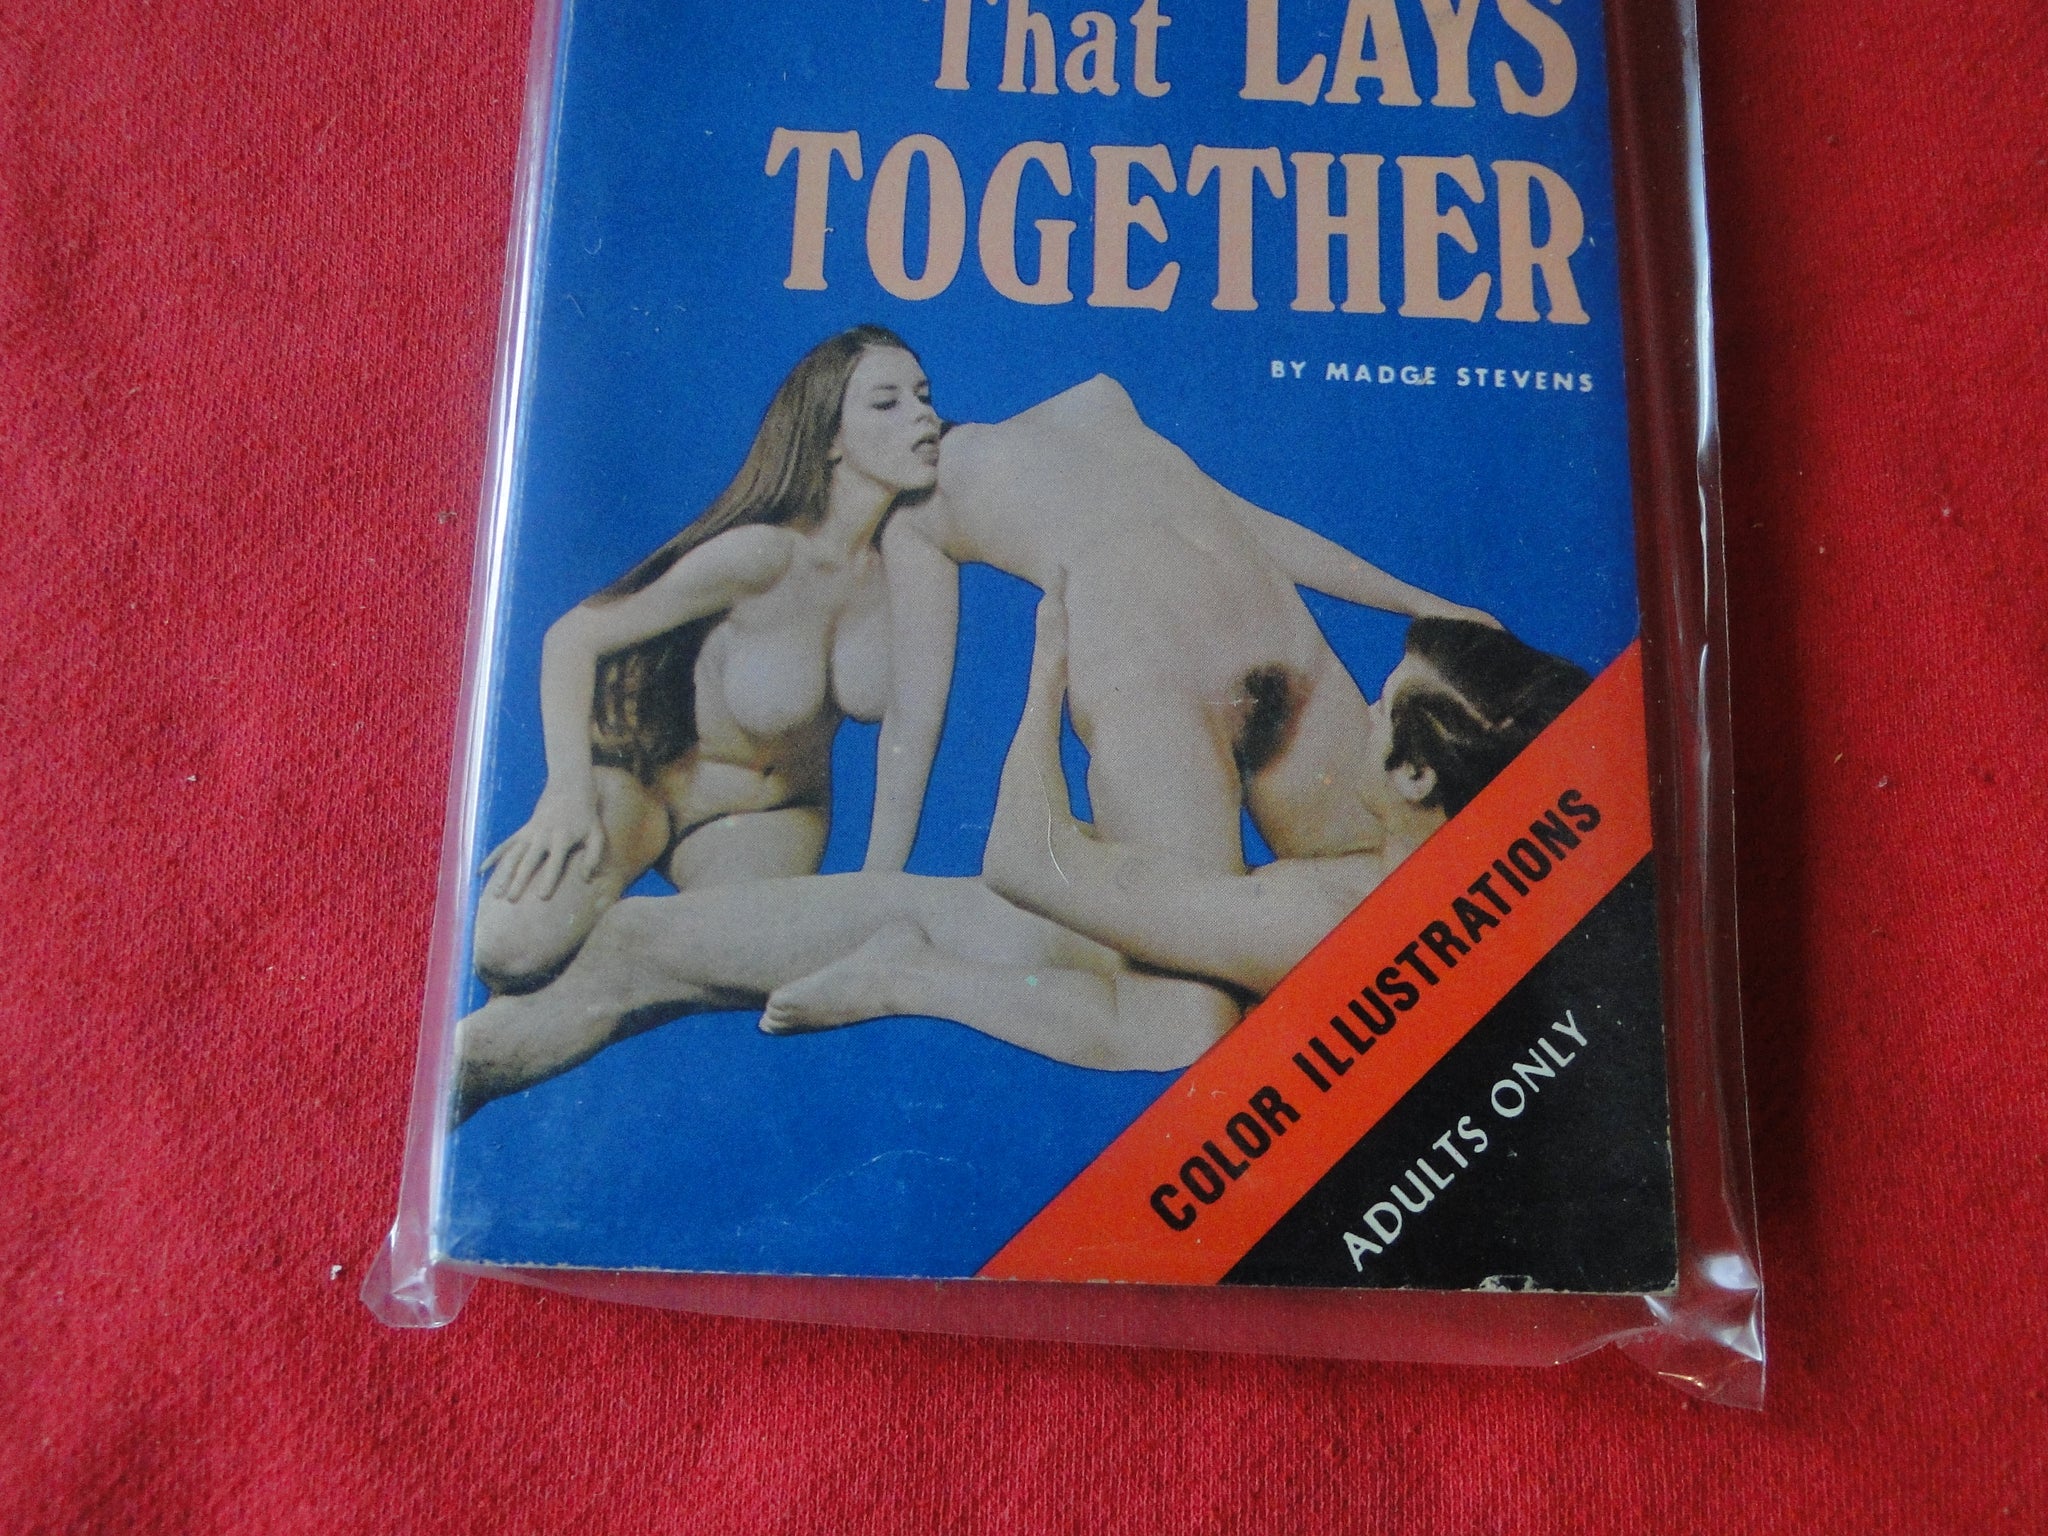 That LAYS
TOGETHER
BY MADGE STEVENS
COLOR ILLUSTRATIONS
ADULTS ONLY